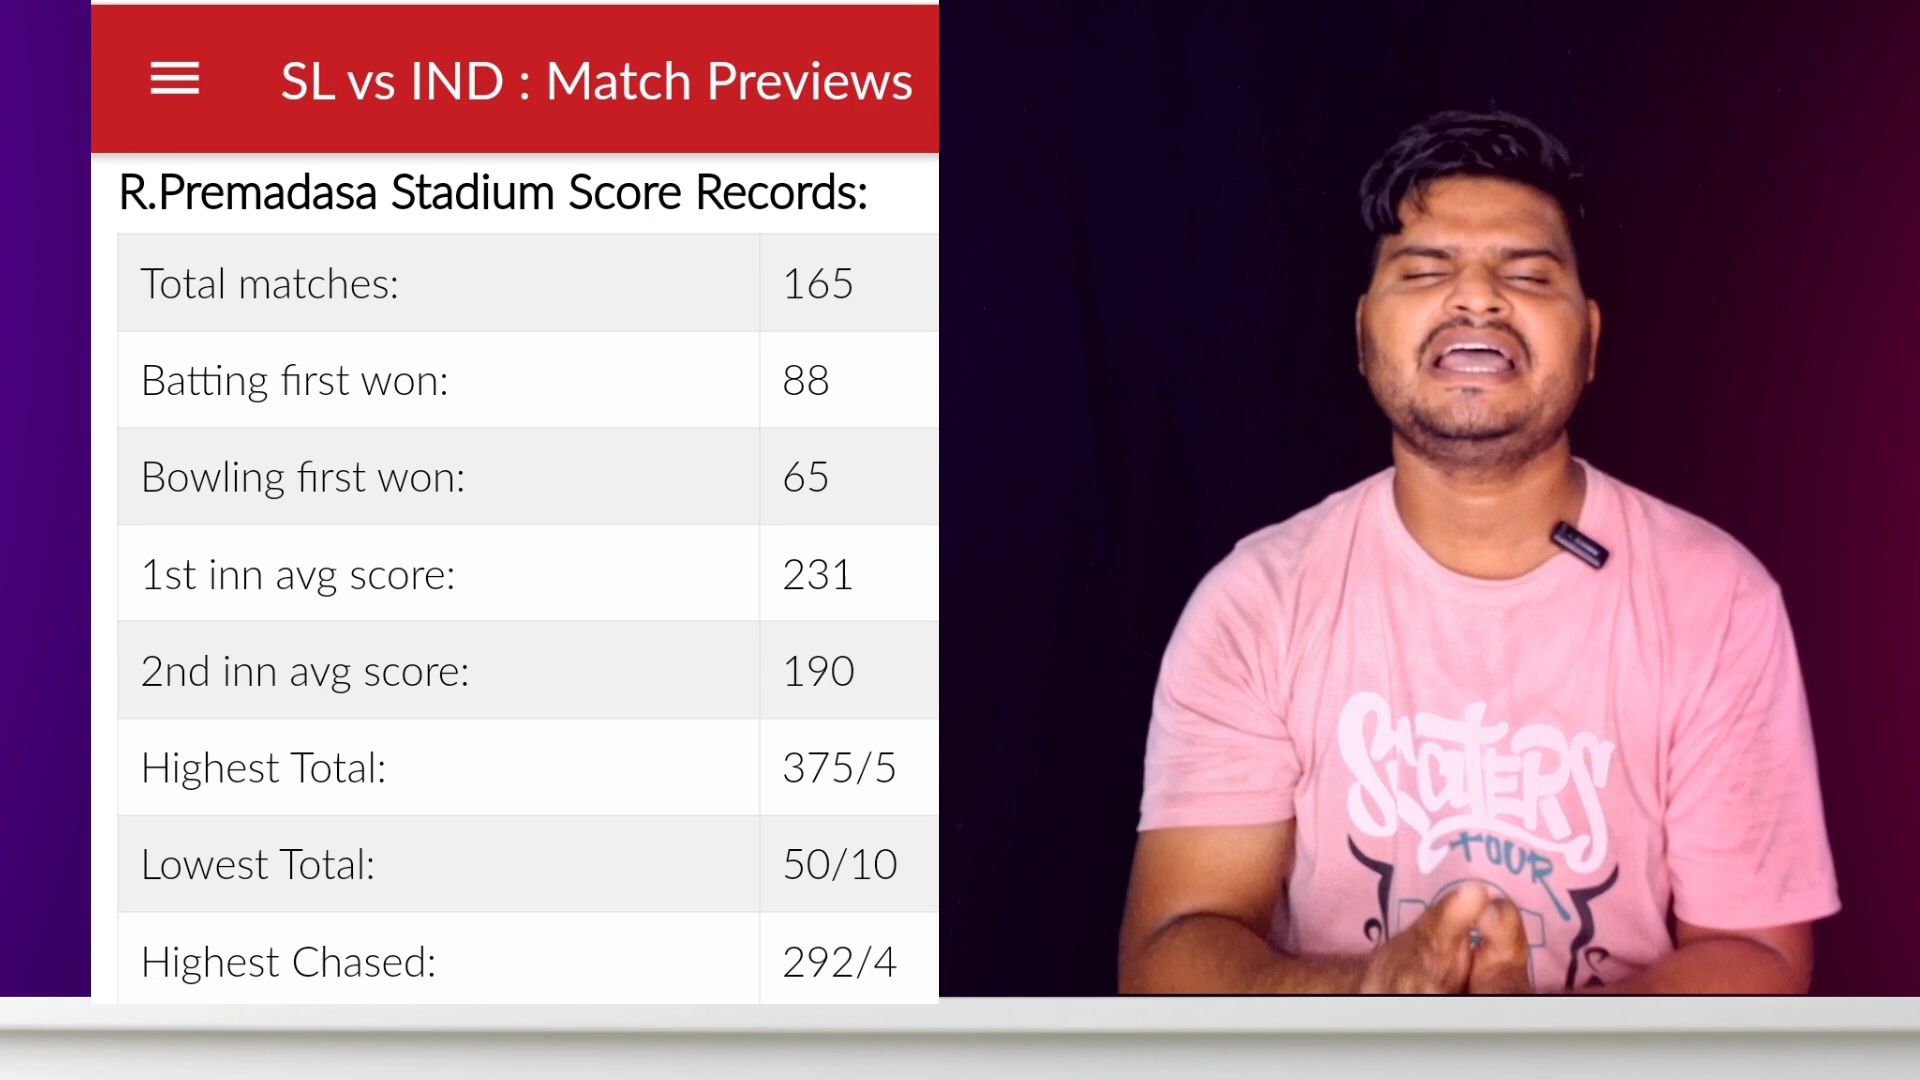 SL vs IND : Match Previews
R.Premadasa Stadium Score Records:
Total matches: 165
Batting first won: 88
Bowling first won: 65
1st inn avg score: 231
2nd inn avg score: 190
Highest Total: 375/5
Lowest Total: 50/10
Highest Chased: 292/4
TOUR